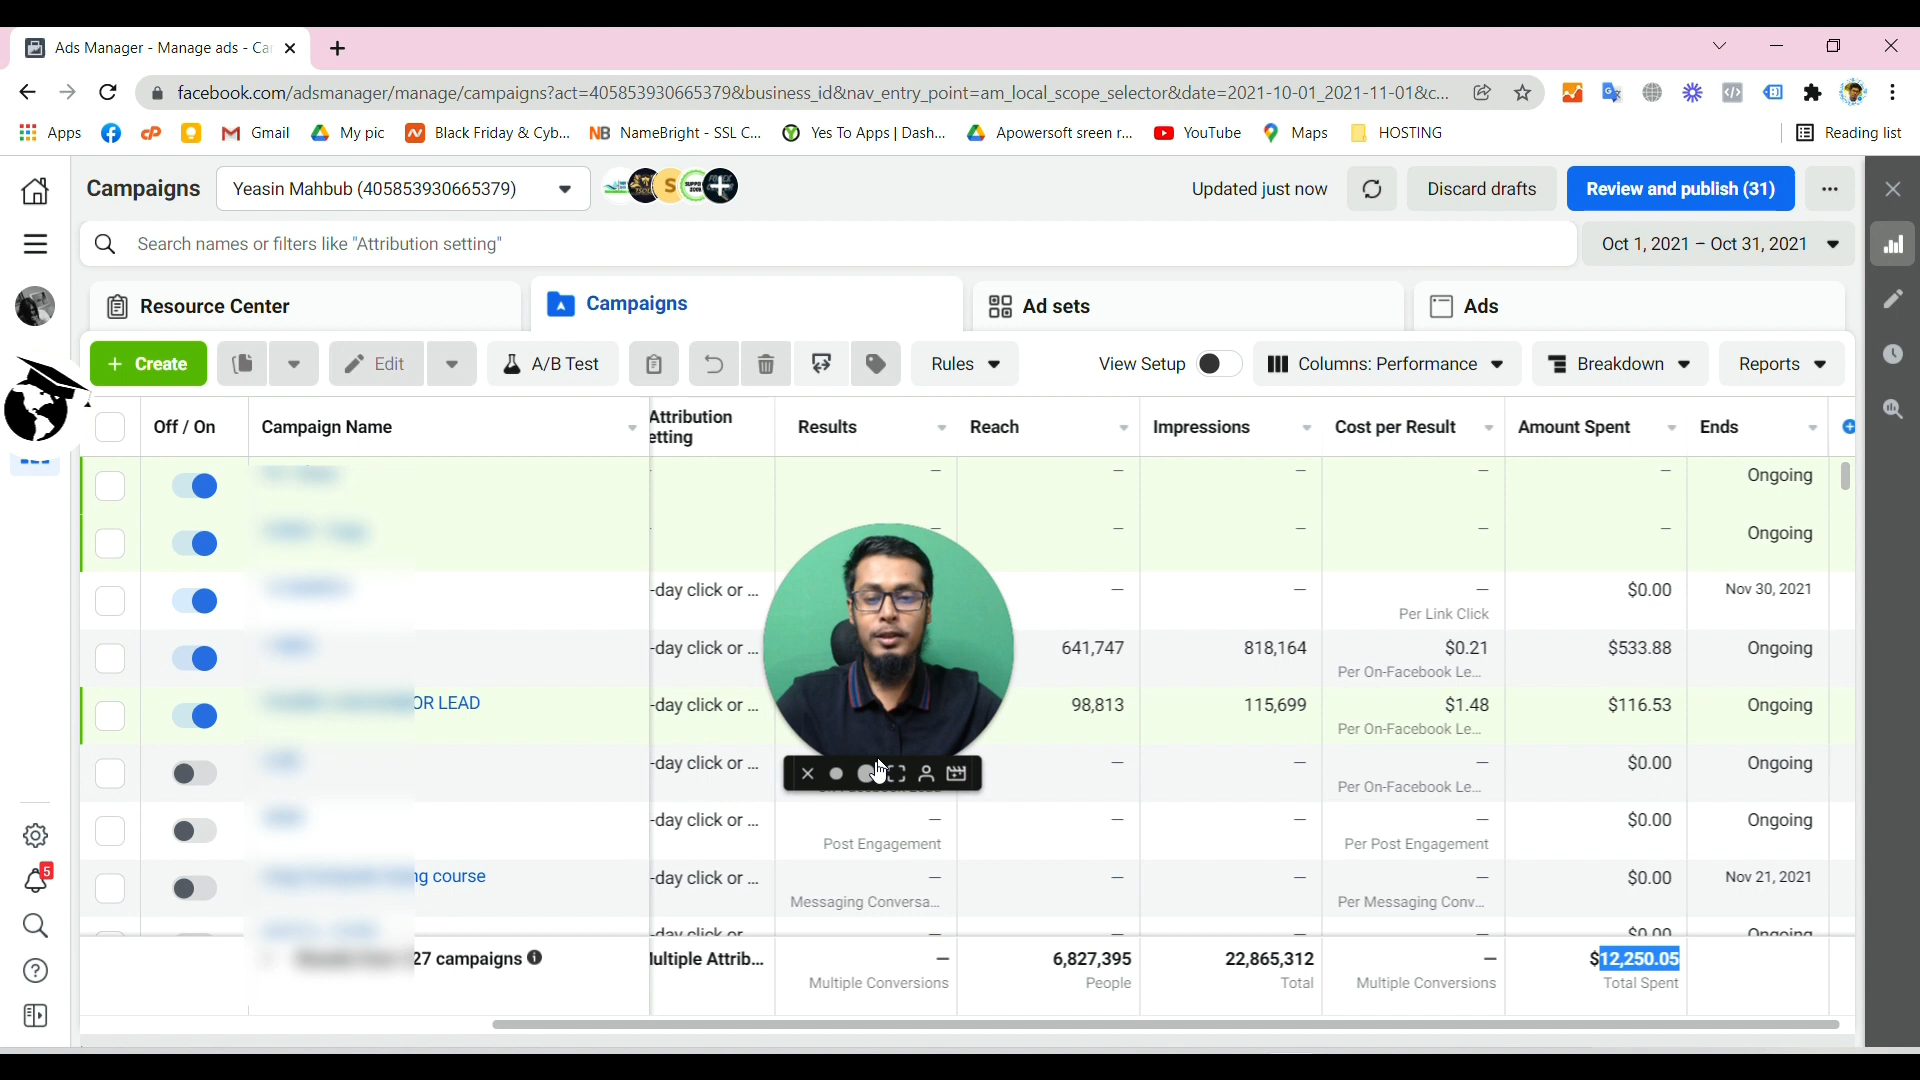 Ads Manager - Manage ads - Ca
facebook.com/adsmanager/manage/campaigns?act=405853930665379&business_id&nav_entry_point=am_local_scope_selector&date=2021-10-01_2021-11-01&c...
Apps Gmail My pic Black Friday & Cyb... NB NameBright - SSL C... Yes To Apps | Dash... Apowersoft sreen r... YouTube Maps HOSTING Reading list
Campaigns Yeasin Mahbub (405853930665379) S Updated just now Discard drafts Review and publish (31)
Search names or filters like "Attribution setting" Oct 1, 2021 – Oct 31, 2021
Resource Center Campaigns Ad sets Ads
+ Create Edit A/B Test Rules View Setup Columns: Performance Breakdown Reports
Off / On Campaign Name Attribution etting Results Reach Impressions Cost per Result Amount Spent Ends
– – – – – Ongoing
– – – – – Ongoing
-day click or ... – – – $0.00 Nov 30, 2021
Per Link Click
-day click or ... 641,747 818,164 $0.21 $533.88 Ongoing
Per On-Facebook Le...
OR LEAD -day click or ... 98,813 115,699 $1.48 $116.53 Ongoing
Per On-Facebook Le...
-day click or ... – – – $0.00 Ongoing
Per On-Facebook Le...
-day click or ... – – – – $0.00 Ongoing
Post Engagement Per Post Engagement
ng course -day click or ... – – – – $0.00 Nov 21, 2021
Messaging Conversa... Per Messaging Conv...
-day click or – – – – $0.00 Ongoing
27 campaigns ultiple Attrib... – 6,827,395 22,865,312 – $12,250.05
Multiple Conversions People Total Multiple Conversions Total Spent
5